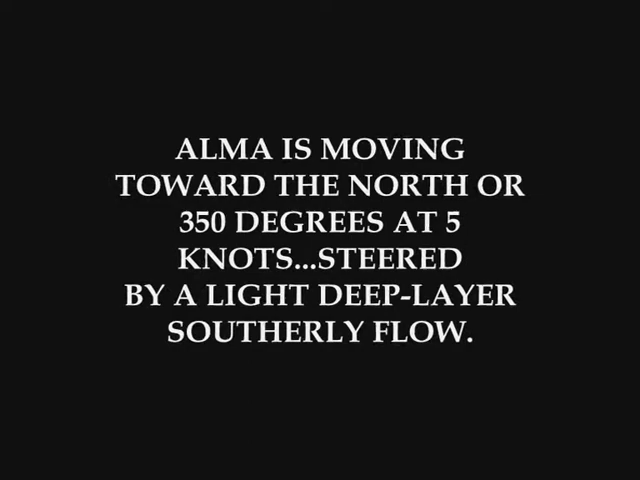 ALMA IS MOVING
TOWARD THE NORTH OR
350 DEGREES AT 5
KNOTS...STEERED
BY A LIGHT DEEP-LAYER
SOUTHERLY FLOW.